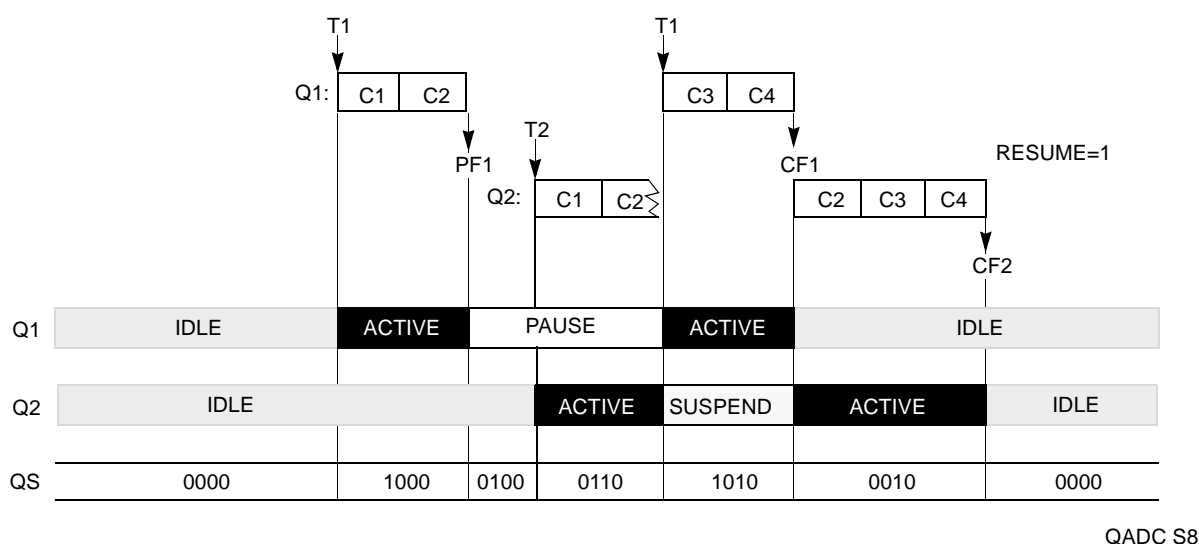 T1 T1
Q1: C1 C2 C3 C4
T2
PF1 CF1 RESUME=1
Q2: C1 C2 C2 C3 C4
CF2
Q1 IDLE ACTIVE PAUSE ACTIVE IDLE
Q2 IDLE ACTIVE SUSPEND ACTIVE IDLE
QS 0000 1000 0100 0110 1010 0010 0000
QADC S8